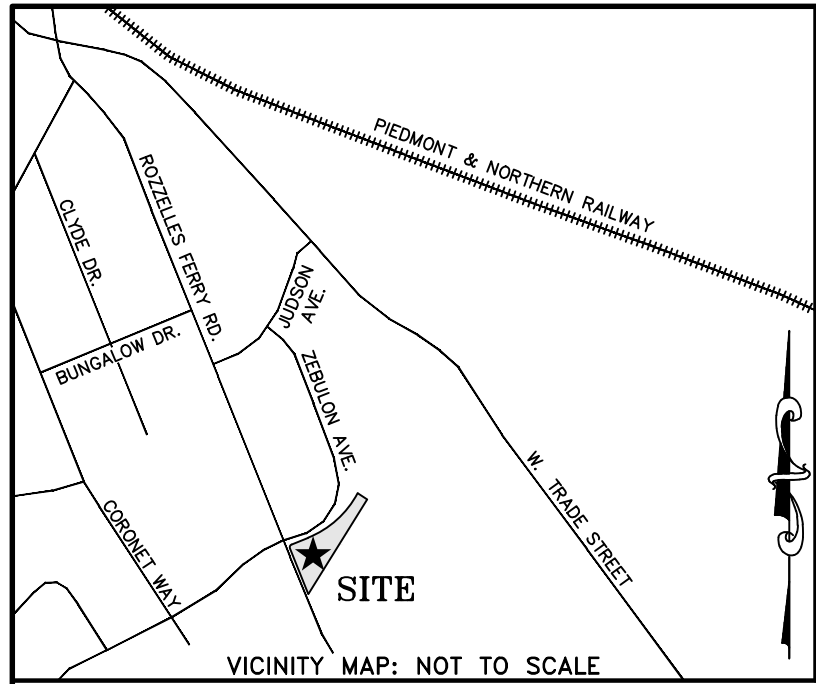 PIEDMONT & NORTHERN RAILWAY
ROZZELLES FERRY RD.
CLYDE DR.
JUDSON
AVE.
BUNGALOW DR.
ZEBULON AVE.
W. TRADE STREET
CORONET WAY
SITE
VICINITY MAP: NOT TO SCALE